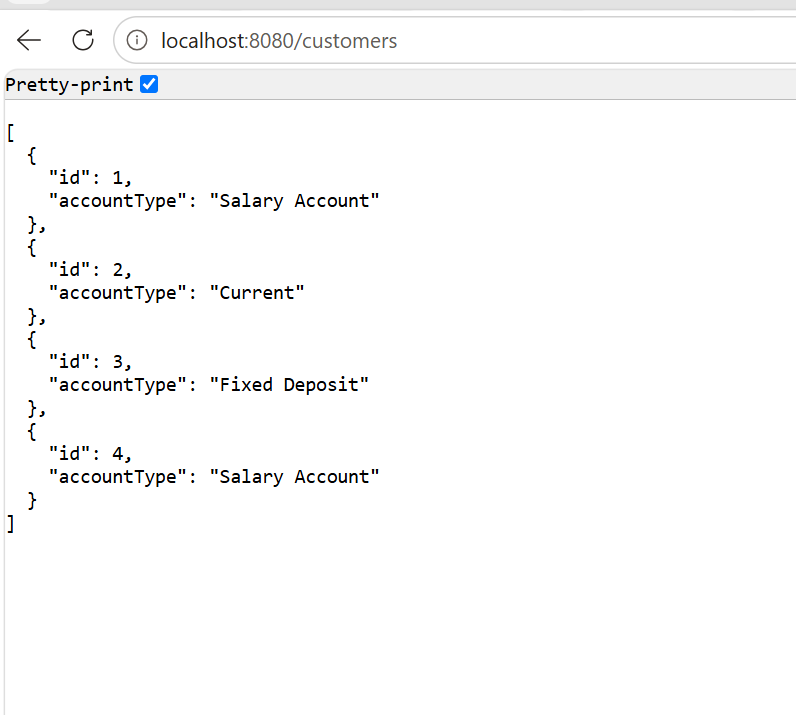 localhost:8080/customers
Pretty-print
[
  {
    "id": 1,
    "accountType": "Salary Account"
  },
  {
    "id": 2,
    "accountType": "Current"
  },
  {
    "id": 3,
    "accountType": "Fixed Deposit"
  },
  {
    "id": 4,
    "accountType": "Salary Account"
  }
]